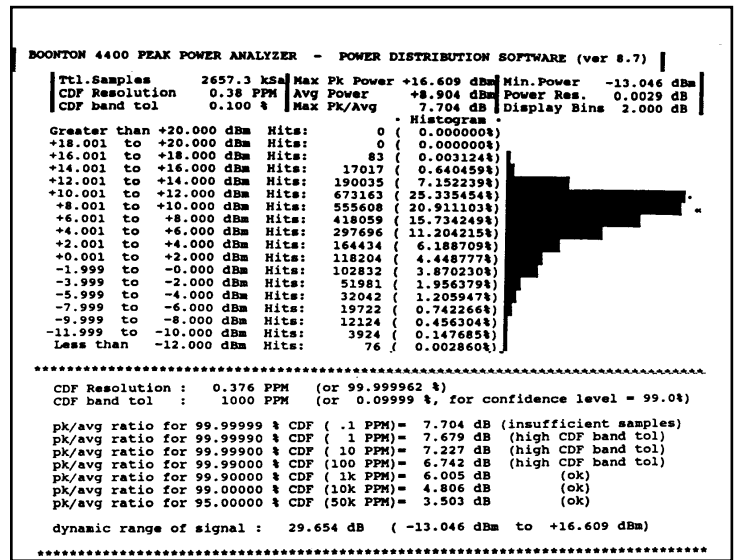 BOONTON 4400 PEAK POWER ANALYZER – POWER DISTRIBUTION SOFTWARE (ver 8.7)
Ttl.Samples 2657.3 kSa Max Pk Power +16.609 dBm Min.Power -13.046 dBm
CDF Resolution 0.38 PPM Avg Power +8.904 dBm Power Res. 0.0029 dB
CDF band tol 0.100 % Max Pk/Avg 7.704 dB Display Bins 2.000 dB
· Histogram ·
Greater than +20.000 dBm Hits: 0 ( 0.000000%)
+18.001 to +20.000 dBm Hits: 0 ( 0.000000%)
+16.001 to +18.000 dBm Hits: 83 ( 0.003124%)
+14.001 to +16.000 dBm Hits: 17017 ( 0.640459%)
+12.001 to +14.000 dBm Hits: 190035 ( 7.152239%)
+10.001 to +12.000 dBm Hits: 673163 ( 25.335454%)
+8.001 to +10.000 dBm Hits: 555608 ( 20.911103%)
+6.001 to +8.000 dBm Hits: 418059 ( 15.734249%)
+4.001 to +6.000 dBm Hits: 297696 ( 11.204215%)
+2.001 to +4.000 dBm Hits: 164434 ( 6.188709%)
+0.001 to +2.000 dBm Hits: 118204 ( 4.448777%)
-1.999 to -0.000 dBm Hits: 102832 ( 3.870230%)
-3.999 to -2.000 dBm Hits: 51981 ( 1.956379%)
-5.999 to -4.000 dBm Hits: 32042 ( 1.205947%)
-7.999 to -6.000 dBm Hits: 19722 ( 0.742266%)
-9.999 to -8.000 dBm Hits: 12124 ( 0.456304%)
-11.999 to -10.000 dBm Hits: 3924 ( 0.147685%)
Less than -12.000 dBm Hits: 76 ( 0.002860%)
CDF Resolution : 0.376 PPM (or 99.999962 %)
CDF band tol : 1000 PPM (or 0.09999 %, for confidence level = 99.0%)
pk/avg ratio for 99.99999 % CDF ( .1 PPM)= 7.704 dB (insufficient samples)
pk/avg ratio for 99.99990 % CDF ( 1 PPM)= 7.679 dB (high CDF band tol)
pk/avg ratio for 99.99900 % CDF ( 10 PPM)= 7.227 dB (high CDF band tol)
pk/avg ratio for 99.99000 % CDF (100 PPM)= 6.742 dB (high CDF band tol)
pk/avg ratio for 99.90000 % CDF ( 1k PPM)= 6.005 dB (ok)
pk/avg ratio for 99.00000 % CDF (10k PPM)= 4.806 dB (ok)
pk/avg ratio for 95.00000 % CDF (50k PPM)= 3.503 dB (ok)
dynamic range of signal : 29.654 dB ( -13.046 dBm to +16.609 dBm)